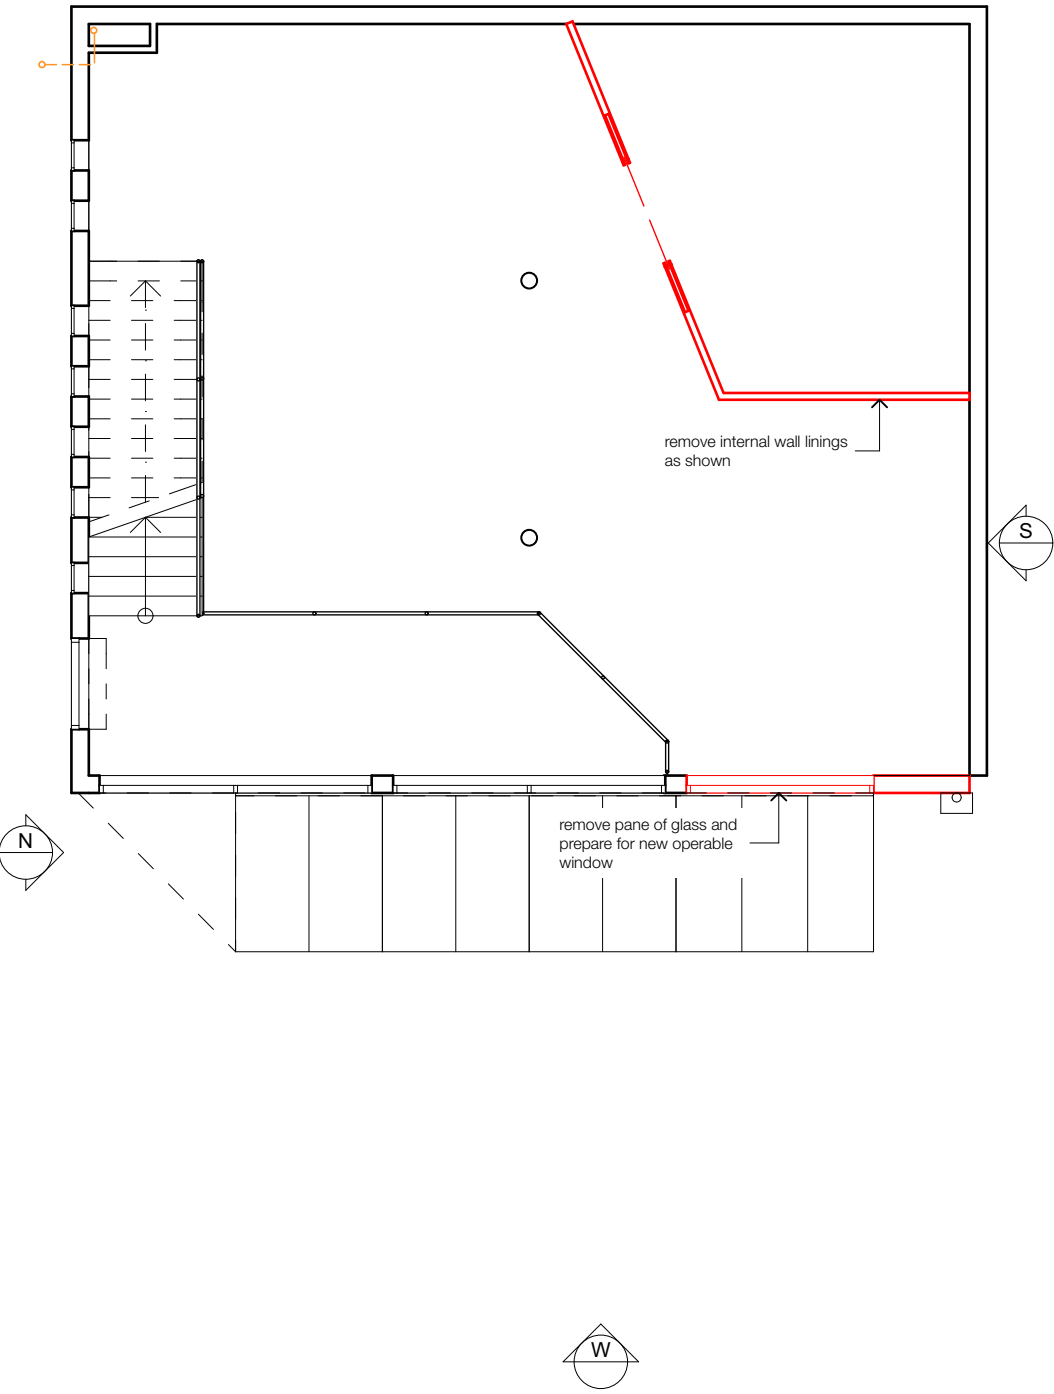 remove internal wall linings
as shown
S
remove pane of glass and
prepare for new operable
window
N
W